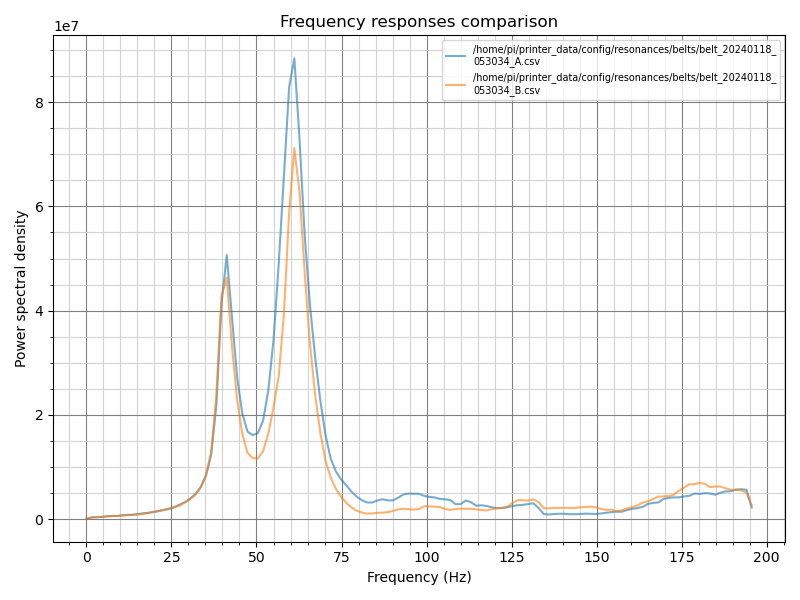 Frequency responses comparison
1e7
/home/pi/printer_data/config/resonances/belts/belt_20240118_
053034_A.csv
/home/pi/printer_data/config/resonances/belts/belt_20240118_
053034_B.csv
Power spectral density
8
6
4
2
0
0 25 50 75 100 125 150 175 200
Frequency (Hz)